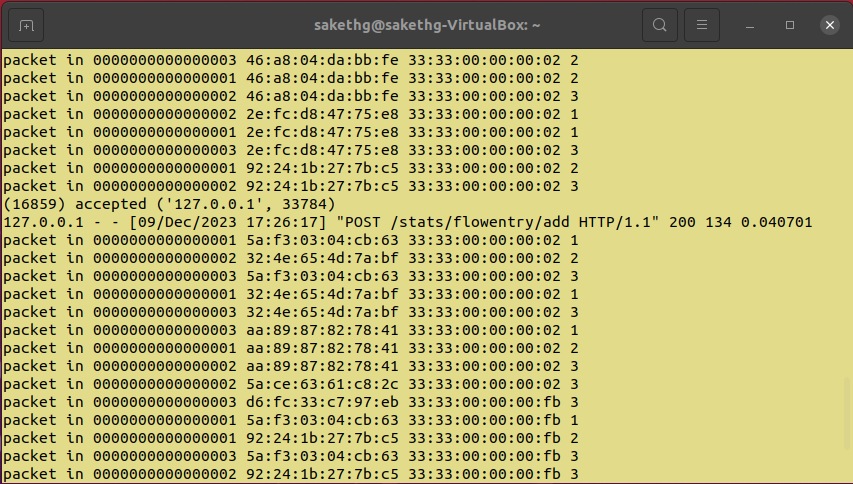 sakethg@sakethg-VirtualBox: ~
packet in 0000000000000003 46:a8:04:da:bb:fe 33:33:00:00:00:02 2
packet in 0000000000000001 46:a8:04:da:bb:fe 33:33:00:00:00:02 2
packet in 0000000000000002 46:a8:04:da:bb:fe 33:33:00:00:00:02 3
packet in 0000000000000002 2e:fc:d8:47:75:e8 33:33:00:00:00:02 1
packet in 0000000000000001 2e:fc:d8:47:75:e8 33:33:00:00:00:02 1
packet in 0000000000000003 2e:fc:d8:47:75:e8 33:33:00:00:00:02 3
packet in 0000000000000001 92:24:1b:27:7b:c5 33:33:00:00:00:02 2
packet in 0000000000000002 92:24:1b:27:7b:c5 33:33:00:00:00:02 3
(16859) accepted ('127.0.0.1', 33784)
127.0.0.1 - - [09/Dec/2023 17:26:17] "POST /stats/flowentry/add HTTP/1.1" 200 134 0.040701
packet in 0000000000000001 5a:f3:03:04:cb:63 33:33:00:00:00:02 1
packet in 0000000000000002 32:4e:65:4d:7a:bf 33:33:00:00:00:02 2
packet in 0000000000000003 5a:f3:03:04:cb:63 33:33:00:00:00:02 3
packet in 0000000000000001 32:4e:65:4d:7a:bf 33:33:00:00:00:02 1
packet in 0000000000000003 32:4e:65:4d:7a:bf 33:33:00:00:00:02 3
packet in 0000000000000003 aa:89:87:82:78:41 33:33:00:00:00:02 1
packet in 0000000000000001 aa:89:87:82:78:41 33:33:00:00:00:02 2
packet in 0000000000000002 aa:89:87:82:78:41 33:33:00:00:00:02 3
packet in 0000000000000002 5a:ce:63:61:c8:2c 33:33:00:00:00:02 3
packet in 0000000000000003 d6:fc:33:c7:97:eb 33:33:00:00:00:fb 3
packet in 0000000000000001 5a:f3:03:04:cb:63 33:33:00:00:00:fb 1
packet in 0000000000000001 92:24:1b:27:7b:c5 33:33:00:00:00:fb 2
packet in 0000000000000003 5a:f3:03:04:cb:63 33:33:00:00:00:fb 3
packet in 0000000000000002 92:24:1b:27:7b:c5 33:33:00:00:00:fb 3